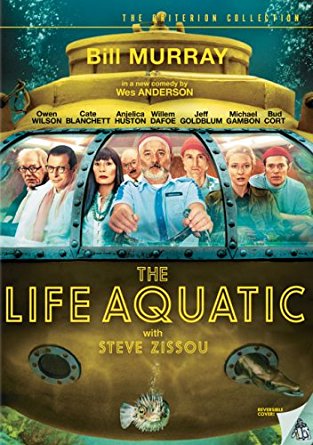 THE CRITERION COLLECTION
Bill MURRAY
in a new comedy by
Wes ANDERSON
Owen WILSON
Cate BLANCHETT
Anjelica HUSTON
Willem DAFOE
Jeff GOLDBLUM
Michael GAMBON
Bud CORT
THE
LIFE AQUATIC
with
STEVE ZISSOU
REVERSIBLE
COVER!